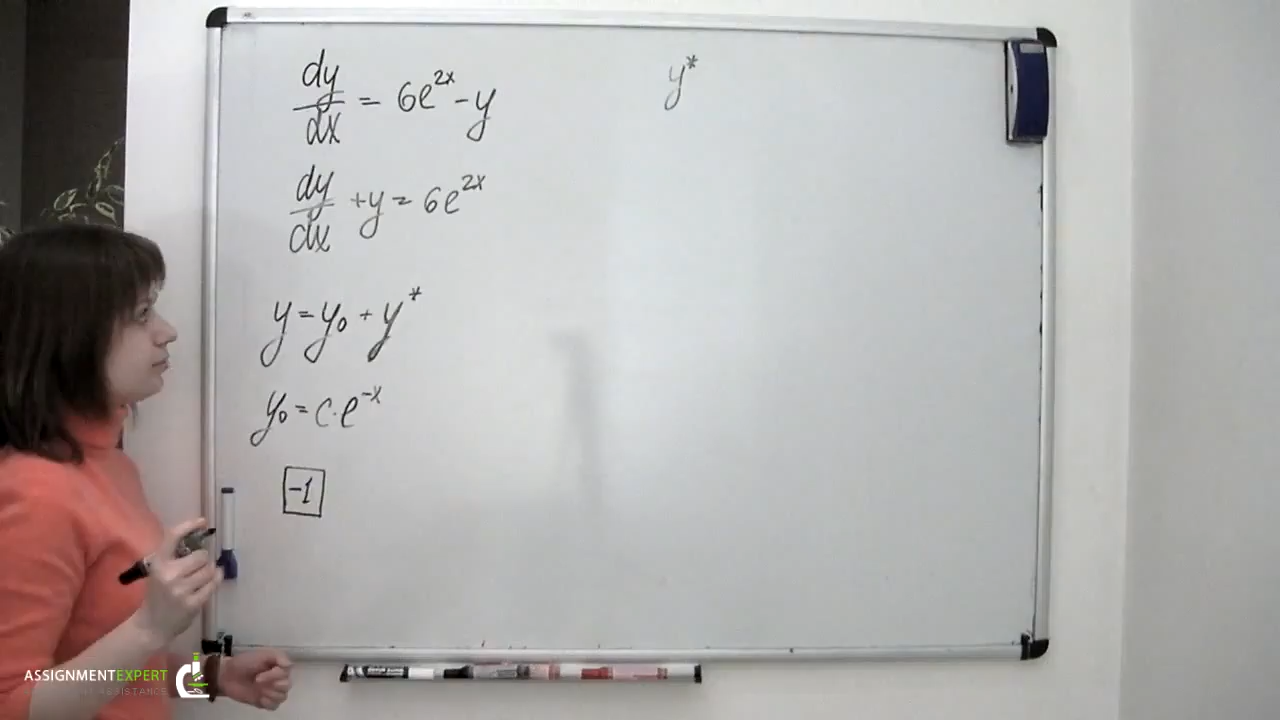 dy/dx = 6e^2x - y
dy/dx + y = 6e^2x
y = y₀ + y*
y₀ = c·e^-x
-1
y*
ASSIGNMENTEXPERT